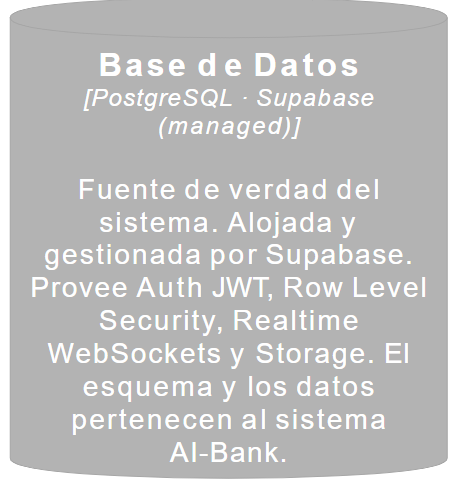 Base de Datos
[PostgreSQL · Supabase
(managed)]
Fuente de verdad del
sistema. Alojada y
gestionada por Supabase.
Provee Auth JWT, Row Level
Security, Realtime
WebSockets y Storage. El
esquema y los datos
pertenecen al sistema
AI-Bank.